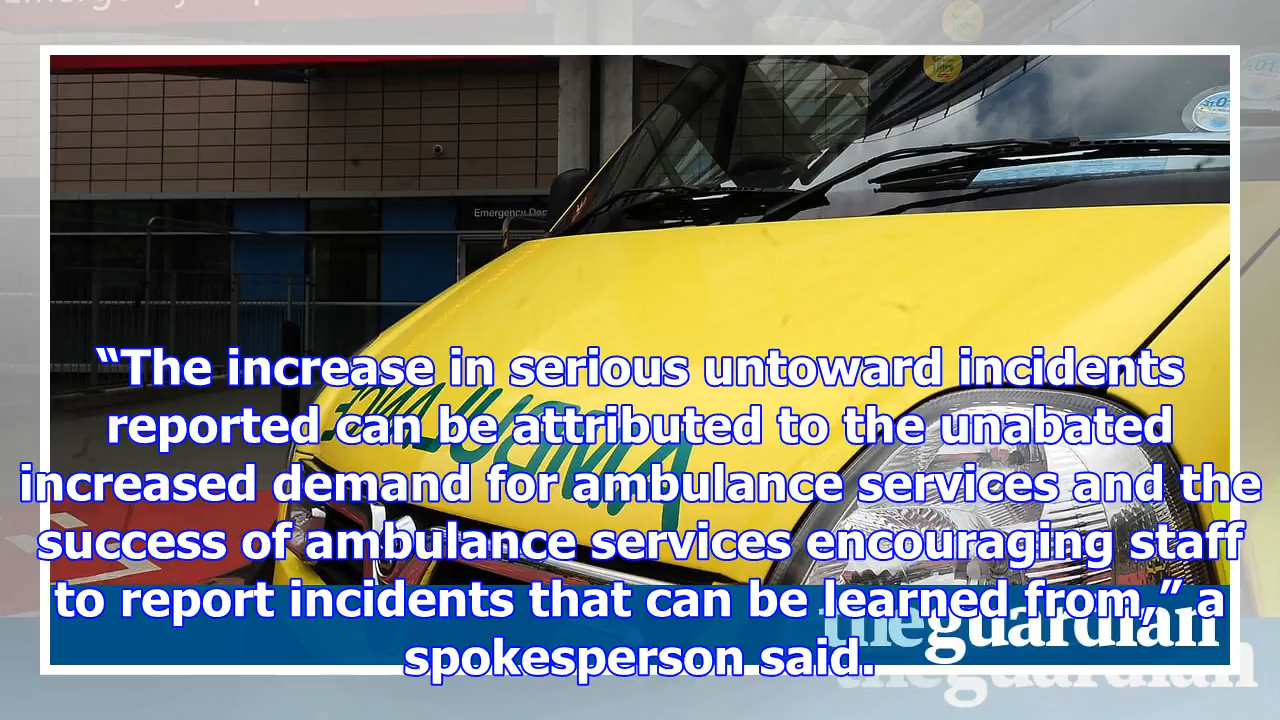 Emergency Dep
AMBULANCE
“The increase in serious untoward incidents
reported can be attributed to the unabated
increased demand for ambulance services and the
success of ambulance services encouraging staff
to report incidents that can be learned from,” a
spokesperson said.
theguardian
theguardian